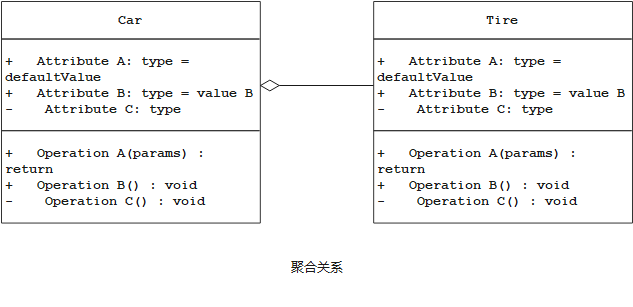 Car
+ Attribute A: type =
defaultValue
+ Attribute B: type = value B
- Attribute C: type
+ Operation A(params) :
return
+ Operation B() : void
- Operation C() : void
Tire
+ Attribute A: type =
defaultValue
+ Attribute B: type = value B
- Attribute C: type
+ Operation A(params) :
return
+ Operation B() : void
- Operation C() : void
聚合关系